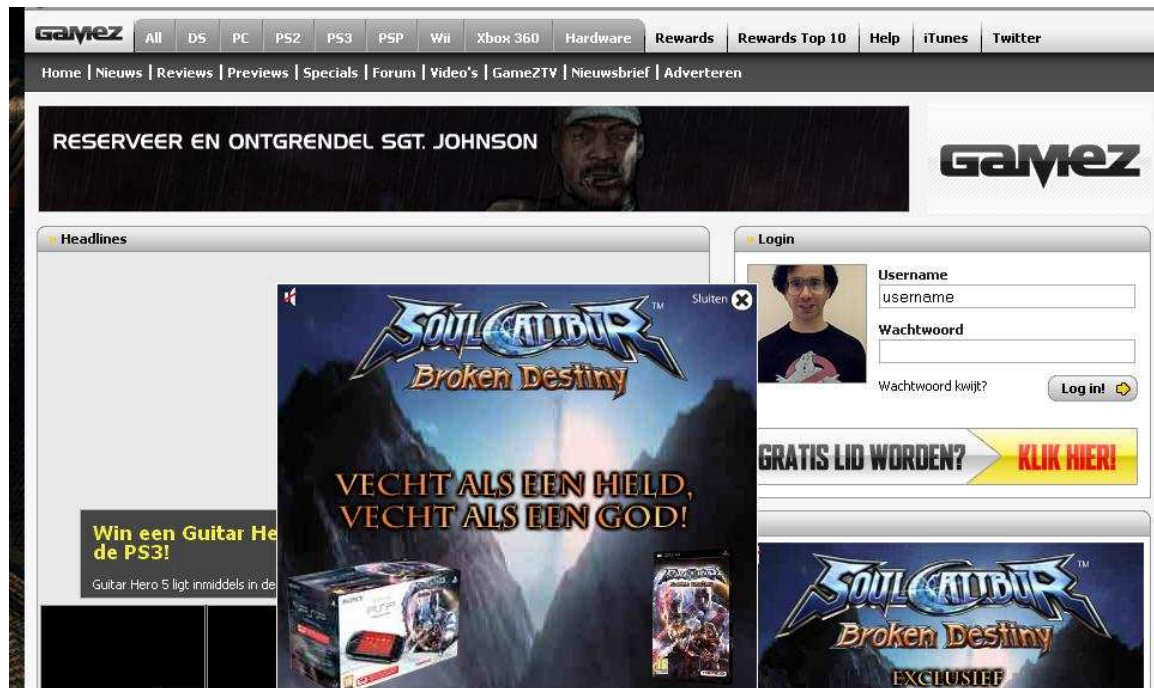 GameZ All DS PC PS2 PS3 PSP Wii Xbox 360 Hardware Rewards Rewards Top 10 Help iTunes Twitter
Home | Nieuws | Reviews | Previews | Specials | Forum | Video's | GameZTV | Nieuwsbrief | Adverteren
RESERVEER EN ONTGRENDEL SGT. JOHNSON
GameZ
» Headlines
» Login
Username
username
Wachtwoord
Wachtwoord kwijt?
Log in!
GRATIS LID WORDEN? KLIK HIER!
Sluiten
SOULCALIBUR TM
Broken Destiny
VECHT ALS EEN HELD,
VECHT ALS EEN GOD!
PSP
Win een Guitar He
de PS3!
Guitar Hero 5 ligt inmiddels in de
SOULCALIBUR TM
Broken Destiny
EXCLUSIEF